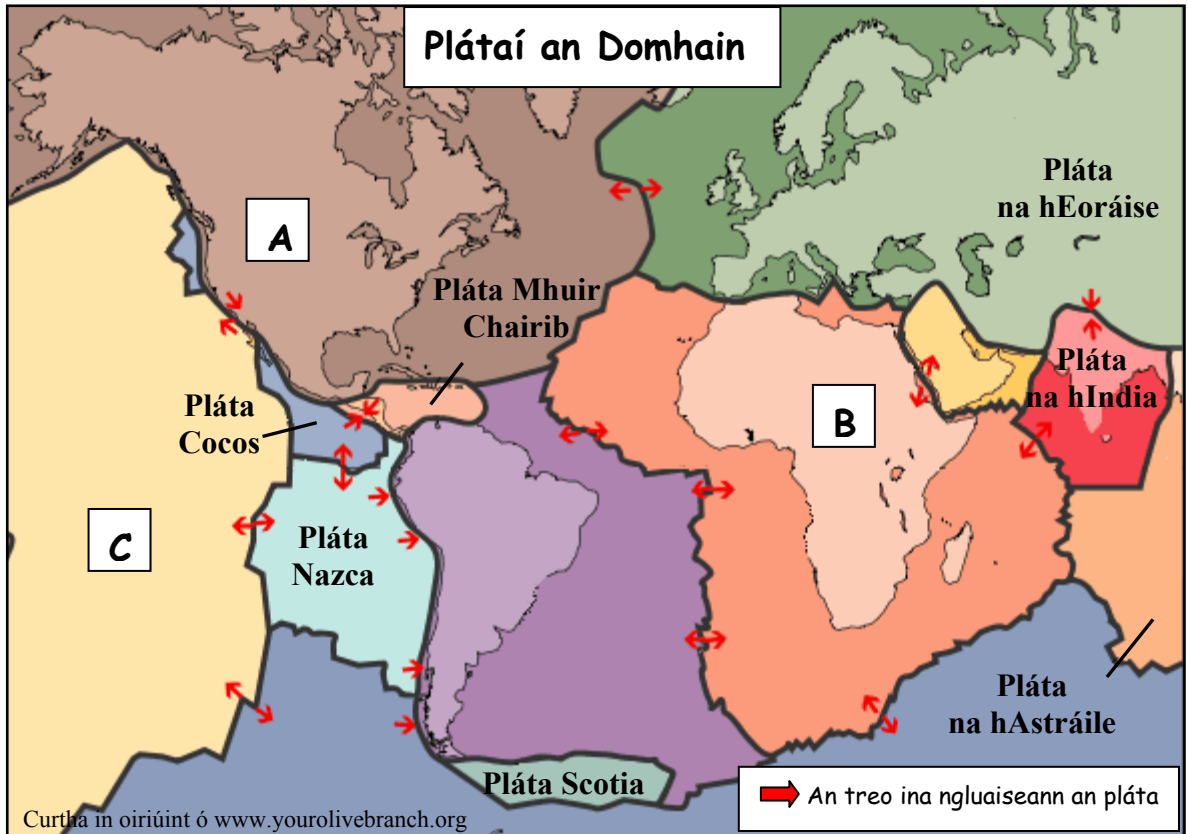 Plátaí an Domhain
Pláta
na hEoráise
A
Pláta Mhuir
Chairib
Pláta
na hIndia
Pláta
Cocos
B
C
Pláta
Nazca
Pláta
na hAstráile
Pláta Scotia
An treo ina ngluaiseann an pláta
Curtha in oiriúint ó www.yourolivebranch.org